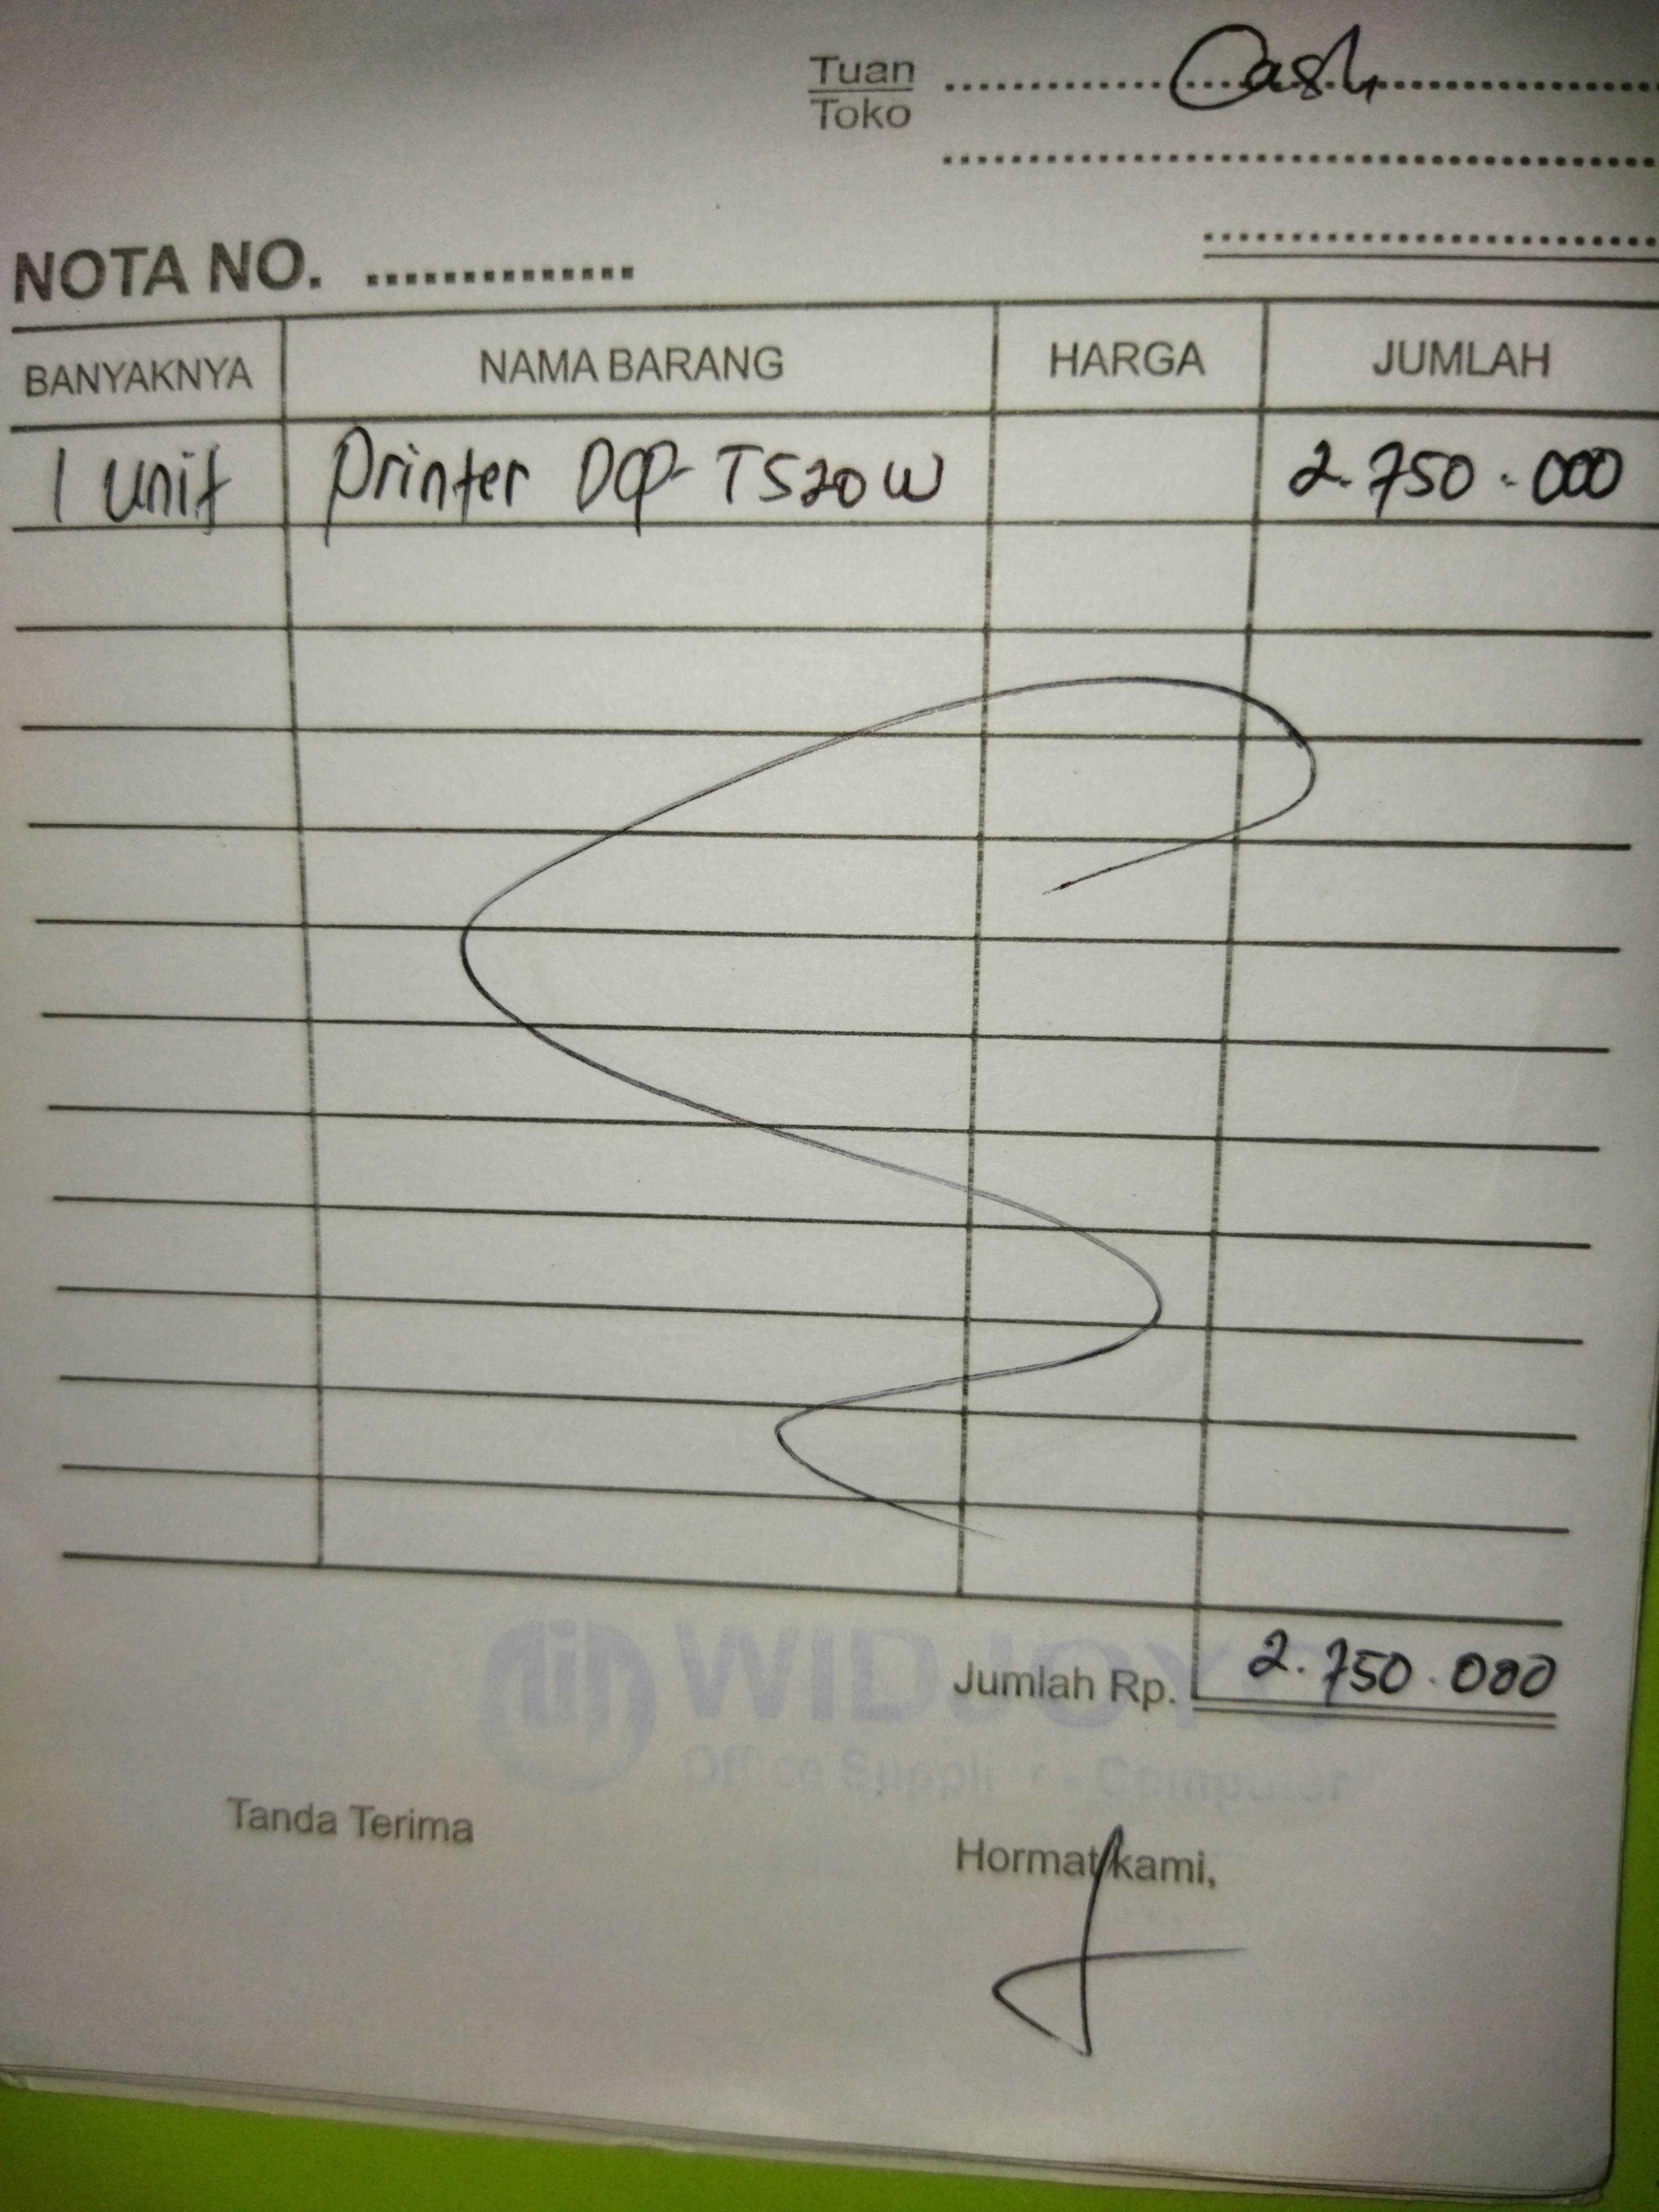 Tuan
Toko
Cash
NOTA NO. ..............
BANYAKNYA NAMA BARANG HARGA JUMLAH
1 Unit Printer DCP-T520W 2.750.000
Jumlah Rp. 2.750.000
WIDJOYO
Office Supplier - Computer
Tanda Terima
Hormat kami,